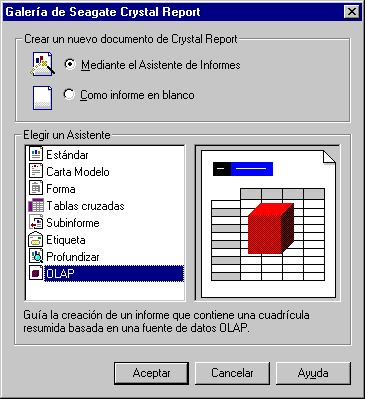 Galería de Seagate Crystal Report
Crear un nuevo documento de Crystal Report
Mediante el Asistente de Informes
Como informe en blanco
Elegir un Asistente
Estándar
Carta Modelo
Forma
Tablas cruzadas
Subinforme
Etiqueta
Profundizar
OLAP
Guía la creación de un informe que contiene una cuadrícula
resumida basada en una fuente de datos OLAP.
Aceptar
Cancelar
Ayuda